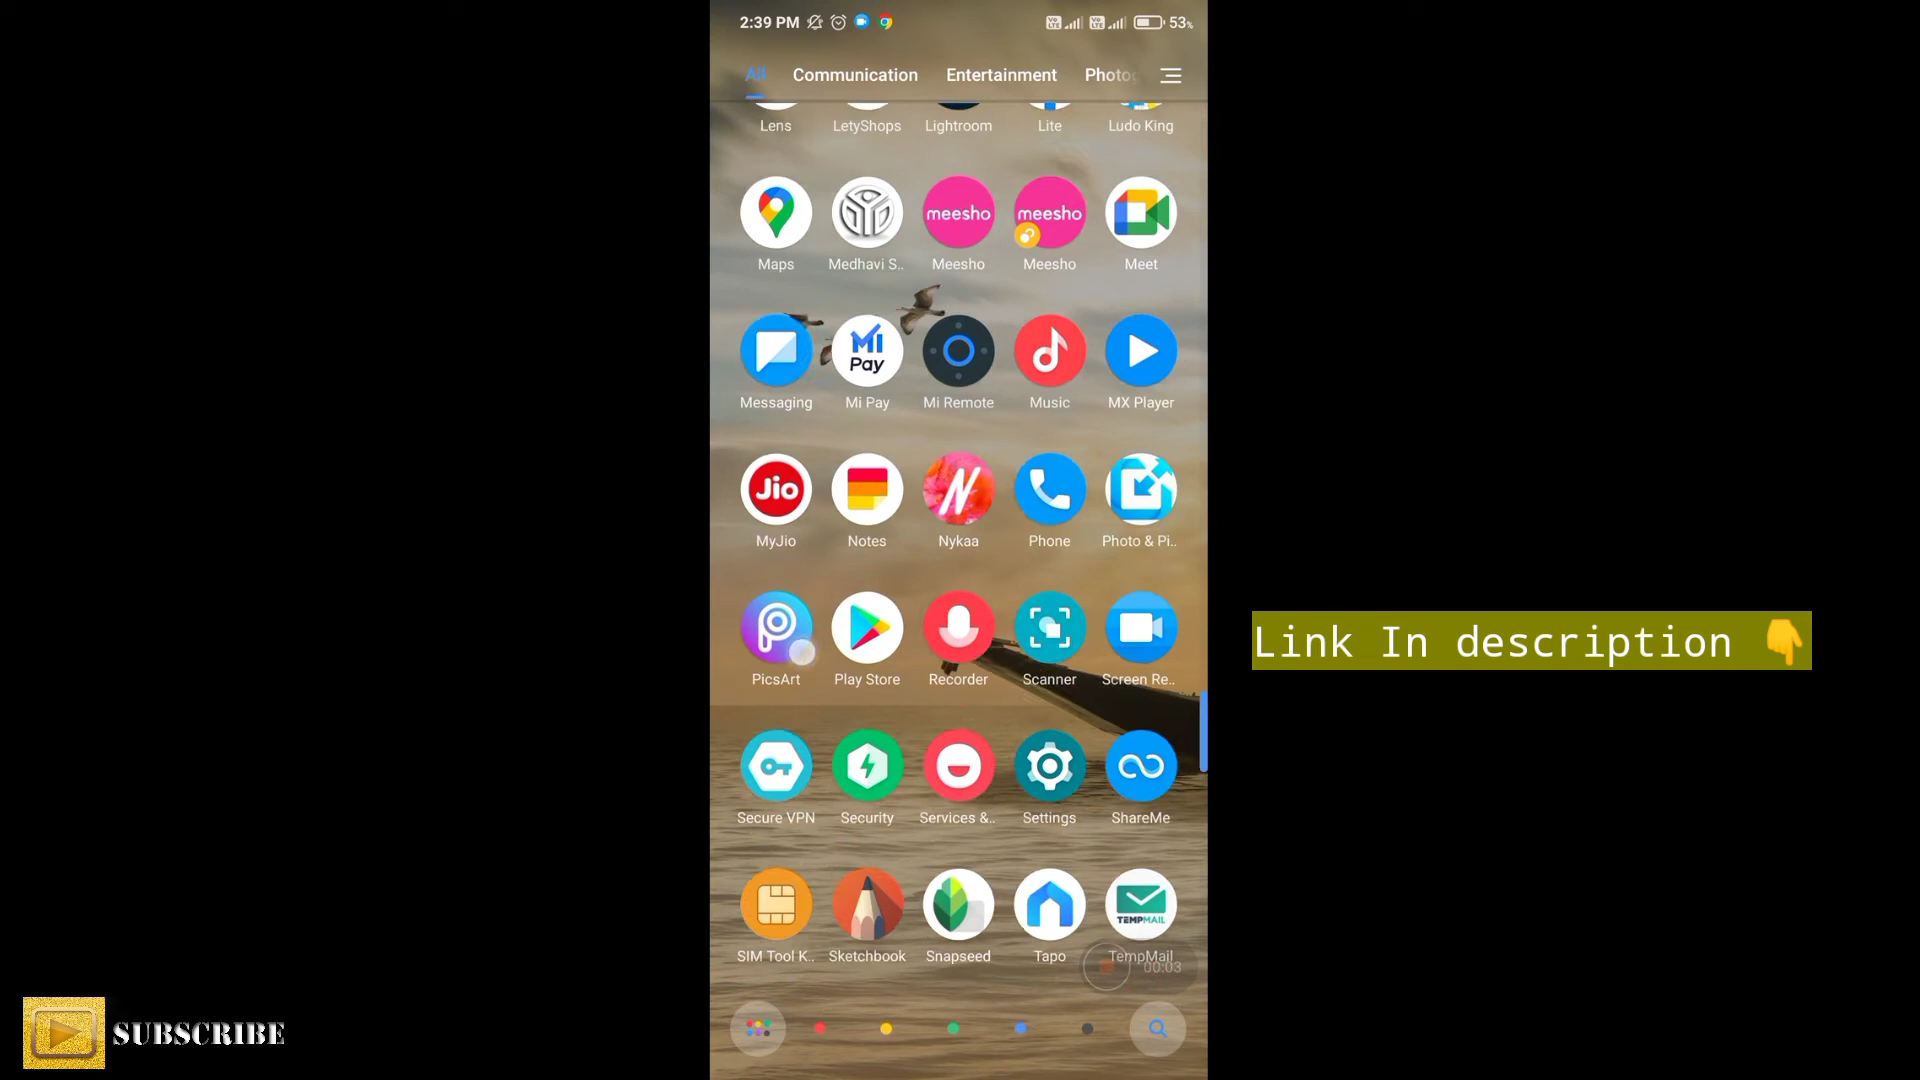 2:39 PM 53%
All Communication Entertainment Photog
Lens LetyShops Lightroom Lite Ludo King
meesho meesho
Maps Medhavi S.. Meesho Meesho Meet
Mi Pay
Messaging Mi Pay Mi Remote Music MX Player
Jio
MyJio Notes Nykaa Phone Photo & Pi..
Link In description 👇
PicsArt Play Store Recorder Scanner Screen Re..
Secure VPN Security Services &.. Settings ShareMe
TEMPMAIL
SIM Tool K.. Sketchbook Snapseed Tapo TempMail
00:03
SUBSCRIBE